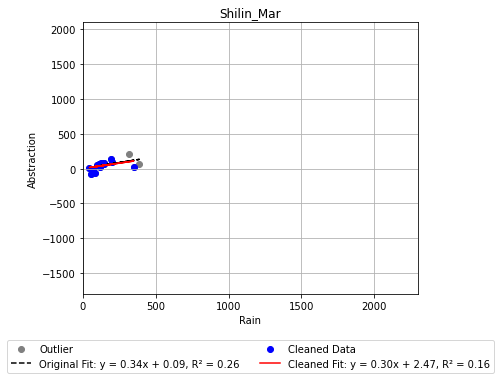 Shilin_Mar
2000
1500
1000
500
0
−500
−1000
−1500
Abstraction
0 500 1000 1500 2000
Rain
Outlier
Original Fit: y = 0.34x + 0.09, R² = 0.26
Cleaned Data
Cleaned Fit: y = 0.30x + 2.47, R² = 0.16